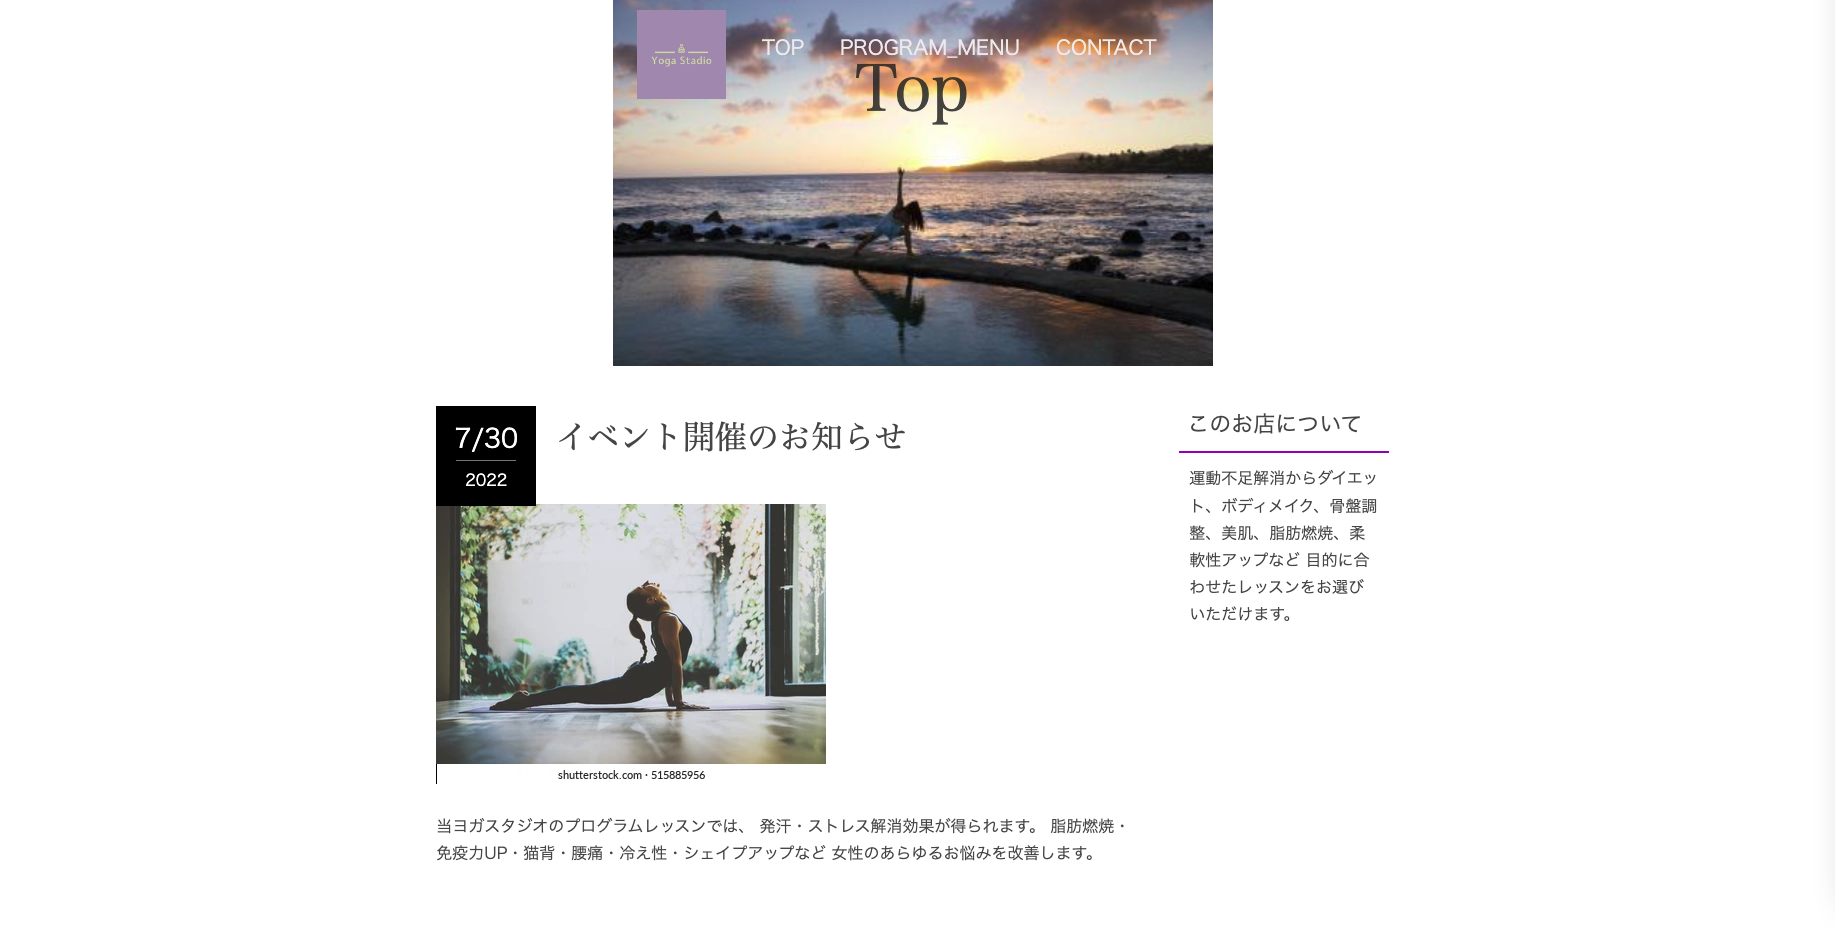 Yoga Stadio
TOP
PROGRAM_MENU
CONTACT
Top
7/30
2022
イベント開催のお知らせ
shutterstock.com · 515885956
当ヨガスタジオのプログラムレッスンでは、 発汗・ストレス解消効果が得られます。 脂肪燃焼・
免疫力UP・猫背・腰痛・冷え性・シェイプアップなど 女性のあらゆるお悩みを改善します。
このお店について
運動不足解消からダイエッ
ト、ボディメイク、骨盤調
整、美肌、脂肪燃焼、柔
軟性アップなど 目的に合
わせたレッスンをお選び
いただけます。